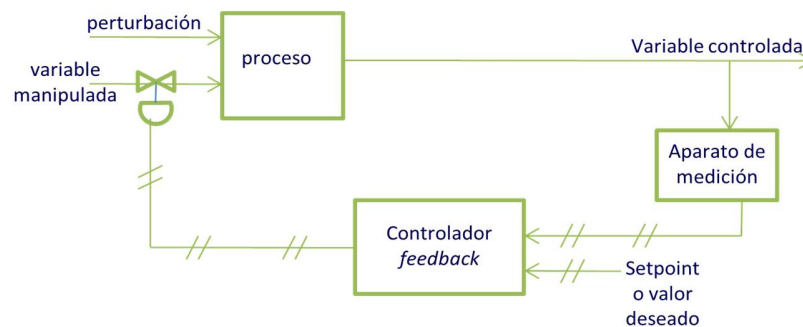 perturbación
variable
manipulada
proceso
Variable controlada
Aparato de
medición
Controlador
feedback
Setpoint
o valor
deseado